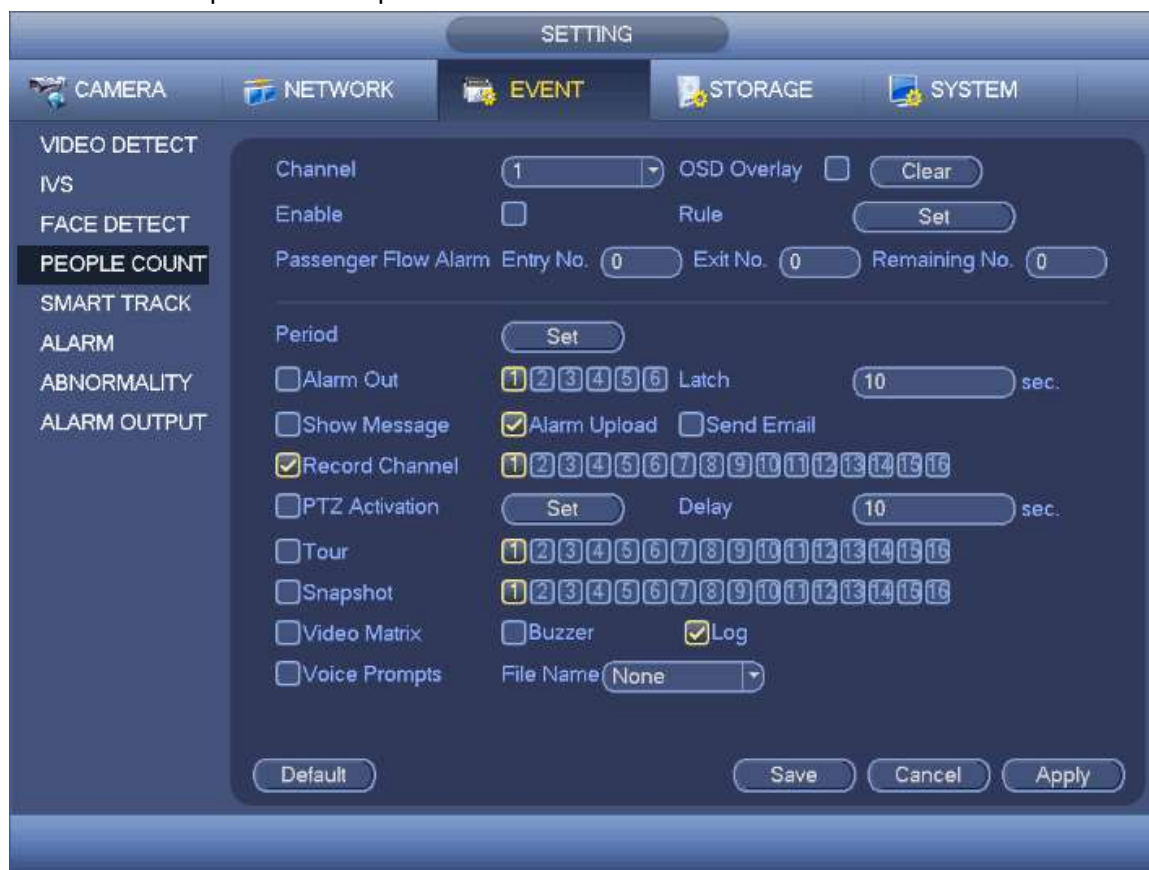 SETTING
CAMERA NETWORK EVENT STORAGE SYSTEM
VIDEO DETECT
IVS
FACE DETECT
PEOPLE COUNT
SMART TRACK
ALARM
ABNORMALITY
ALARM OUTPUT
Channel 1 OSD Overlay Clear
Enable Rule Set
Passenger Flow Alarm Entry No. 0 Exit No. 0 Remaining No. 0
Period Set
Alarm Out 1 2 3 4 5 6 Latch 10 sec.
Show Message Alarm Upload Send Email
Record Channel 1 2 3 4 5 6 7 8 9 10 11 12 13 14 15 16
PTZ Activation Set Delay 10 sec.
Tour 1 2 3 4 5 6 7 8 9 10 11 12 13 14 15 16
Snapshot 1 2 3 4 5 6 7 8 9 10 11 12 13 14 15 16
Video Matrix Buzzer Log
Voice Prompts File Name None
Default Save Cancel Apply